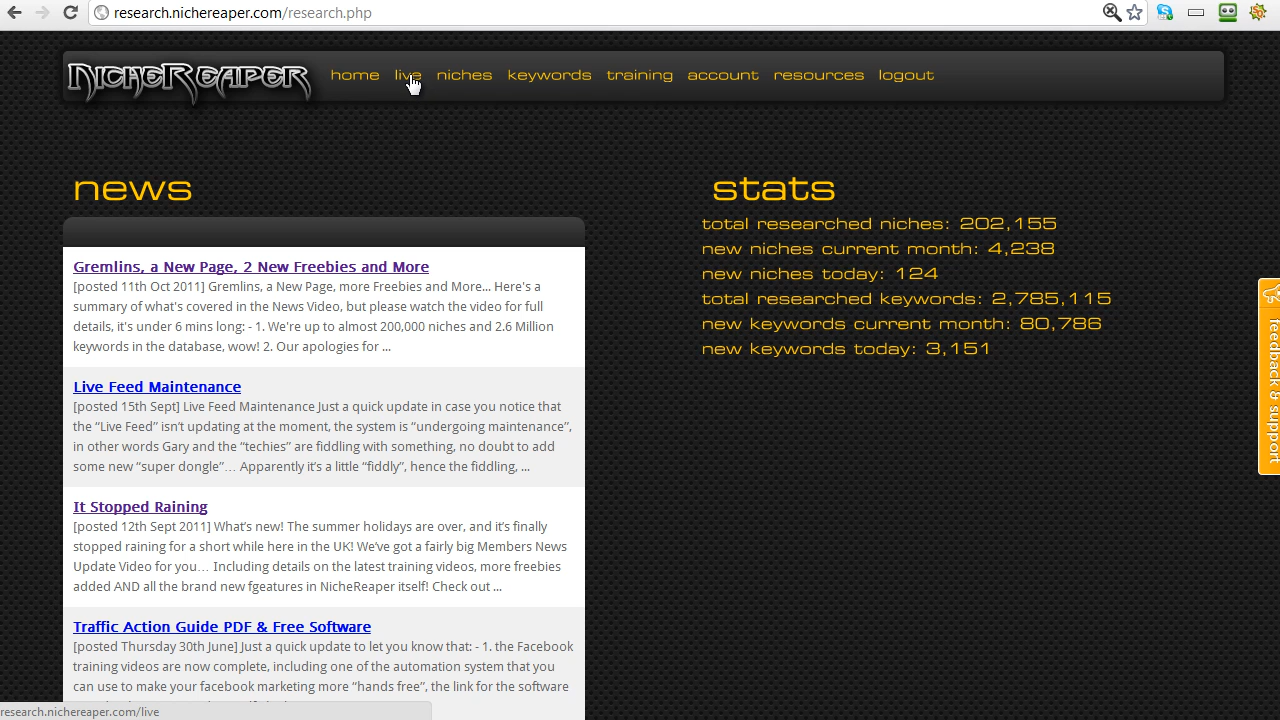 research.nichereaper.com/research.php
NicheReaper
home live niches keywords training account resources logout
news
Gremlins, a New Page, 2 New Freebies and More
[posted 11th Oct 2011] Gremlins, a New Page, more Freebies and More... Here's a
summary of what's covered in the News Video, but please watch the video for full
details, it's under 6 mins long: - 1. We're up to almost 200,000 niches and 2.6 Million
keywords in the database, wow! 2. Our apologies for ...
Live Feed Maintenance
[posted 15th Sept] Live Feed Maintenance Just a quick update in case you notice that
the “Live Feed” isn’t updating at the moment, the system is “undergoing maintenance”,
in other words Gary and the “techies” are fiddling with something, no doubt to add
some new “super dongle”… Apparently it’s a little “fiddly”, hence the fiddling, ...
It Stopped Raining
[posted 12th Sept 2011] What’s new! The summer holidays are over, and it’s finally
stopped raining for a short while here in the UK! We’ve got a fairly big Members News
Update Video for you… Including details on the latest training videos, more freebies
added AND all the brand new fgeatures in NicheReaper itself! Check out ...
Traffic Action Guide PDF & Free Software
[posted Thursday 30th June] Just a quick update to let you know that: - 1. the Facebook
training videos are now complete, including one of the automation system that you
can use to make your facebook marketing more “hands free”, the link for the software
stats
total researched niches: 202,155
new niches current month: 4,238
new niches today: 124
total researched keywords: 2,785,115
new keywords current month: 80,786
new keywords today: 3,151
feedback & support
research.nichereaper.com/live